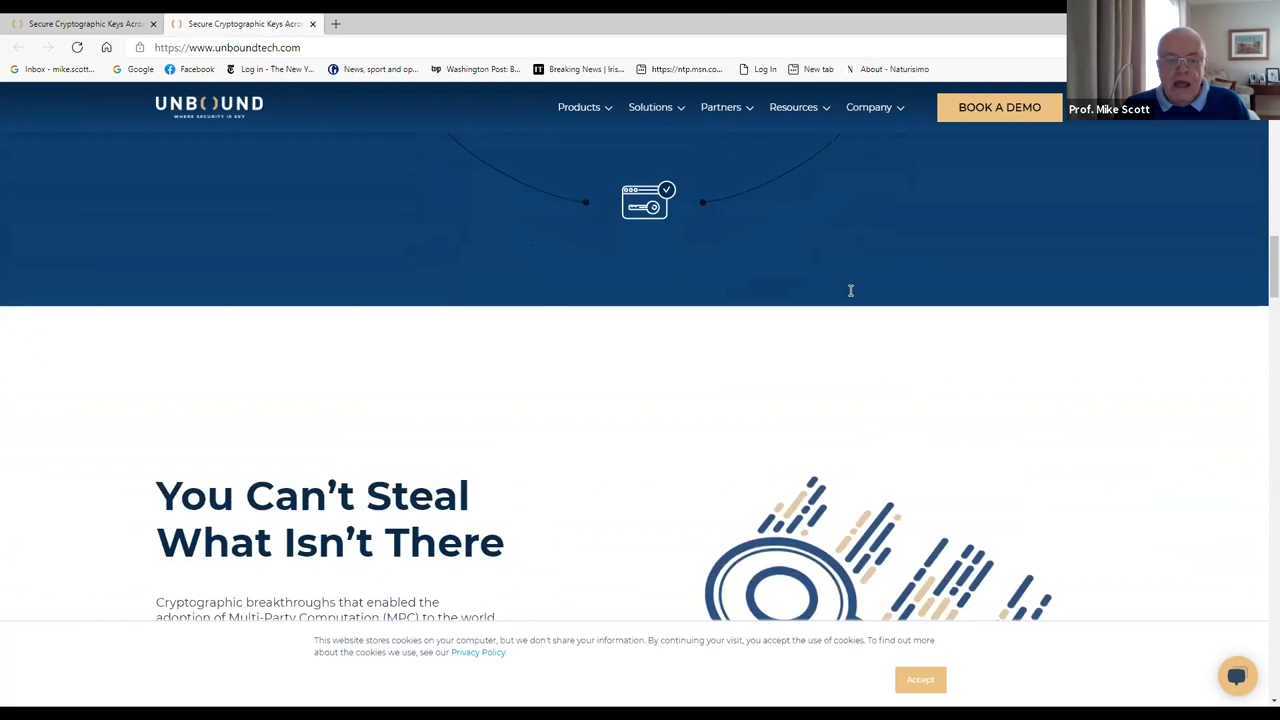 Secure Cryptographic Keys Acro
Secure Cryptographic Keys Acro
https://www.unboundtech.com
Inbox - mike.scott...
Google
Facebook
Log in - The New Y...
News, sport and op...
Washington Post: B...
Breaking News | Iris...
https://ntp.msn.co...
Log In
New tab
About - Naturisimo
UNBOUND
WHERE SECURITY IS KEY
Products
Solutions
Partners
Resources
Company
BOOK A DEMO
Prof. Mike Scott
You Can't Steal
What Isn't There
Cryptographic breakthroughs that enabled the
adoption of Multi-Party Computation (MPC) to the world
This website stores cookies on your computer, but we don't share your information. By continuing your visit, you accept the use of cookies. To find out more
about the cookies we use, see our Privacy Policy.
Accept